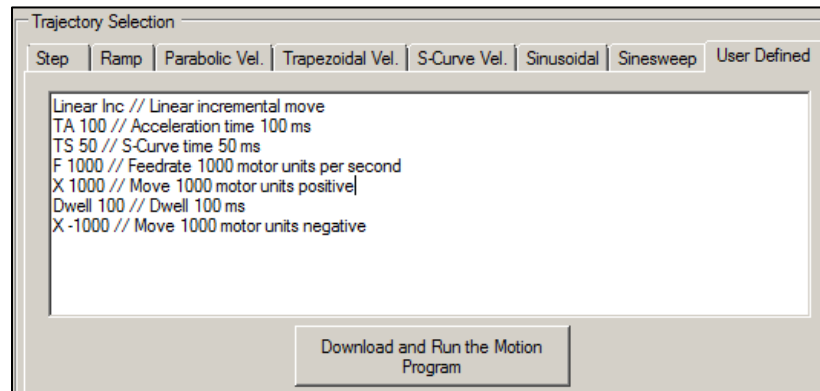 Trajectory Selection
Step Ramp Parabolic Vel. Trapezoidal Vel. S-Curve Vel. Sinusoidal Sinesweep User Defined
Linear Inc // Linear incremental move
TA 100 // Acceleration time 100 ms
TS 50 // S-Curve time 50 ms
F 1000 // Feedrate 1000 motor units per second
X 1000 // Move 1000 motor units positive
Dwell 100 // Dwell 100 ms
X -1000 // Move 1000 motor units negative
Download and Run the Motion
Program